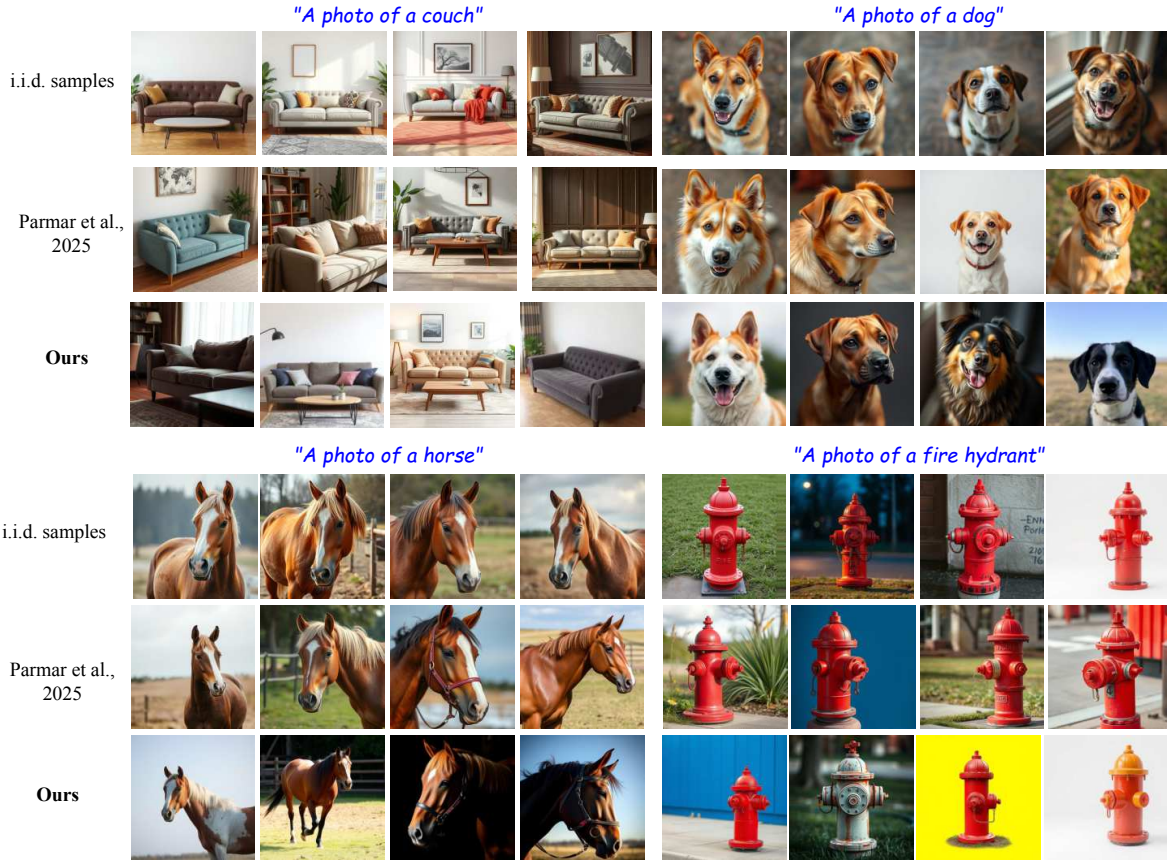 "A photo of a couch"
"A photo of a dog"
i.i.d. samples
Parmar et al.,
2025
Ours
"A photo of a horse"
"A photo of a fire hydrant"
i.i.d. samples
Parmar et al.,
2025
Ours